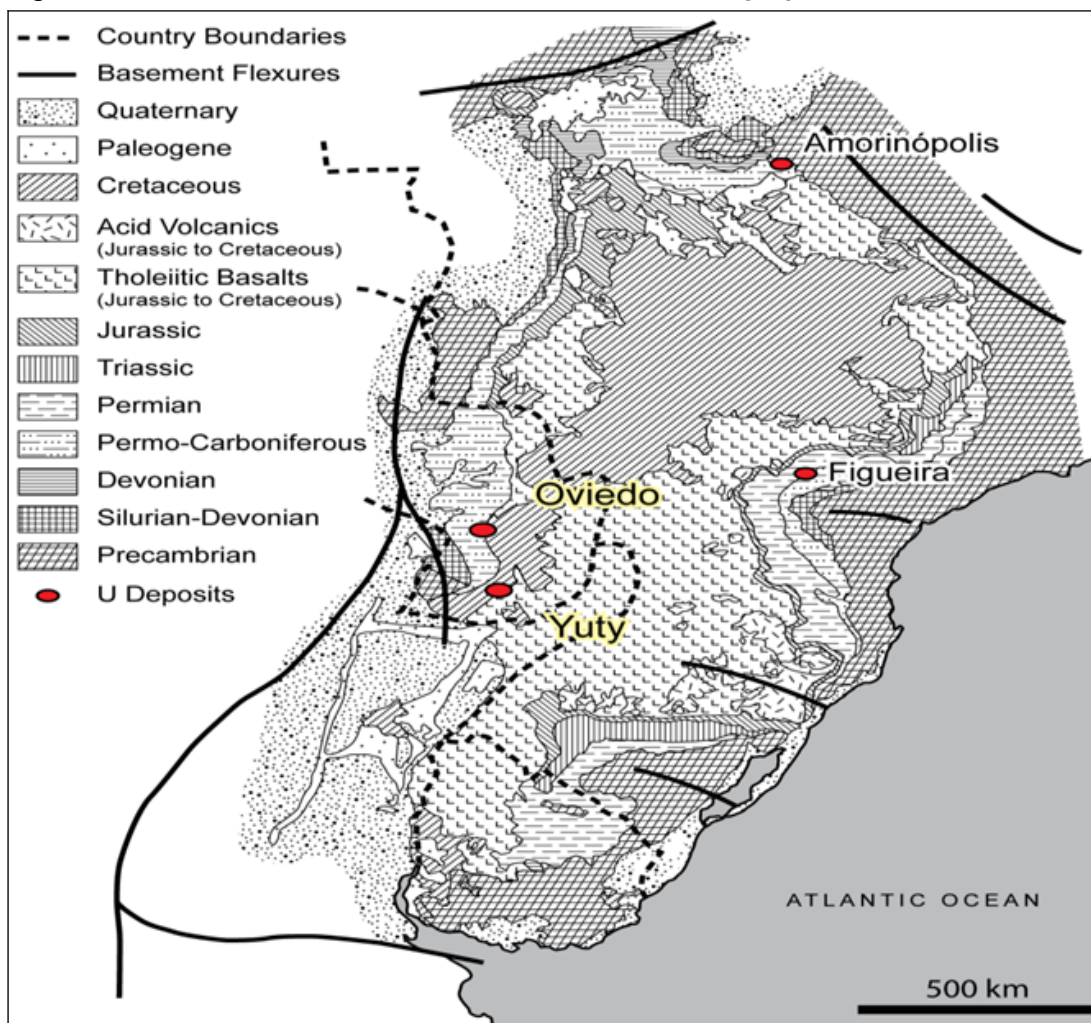 Country Boundaries
Basement Flexures
Quaternary
Paleogene
Cretaceous
Acid Volcanics
(Jurassic to Cretaceous)
Tholeiitic Basalts
(Jurassic to Cretaceous)
Jurassic
Triassic
Permian
Permo-Carboniferous
Devonian
Silurian-Devonian
Precambrian
U Deposits
Amorinópolis
Figueira
Oviedo
Yuty
ATLANTIC OCEAN
500 km